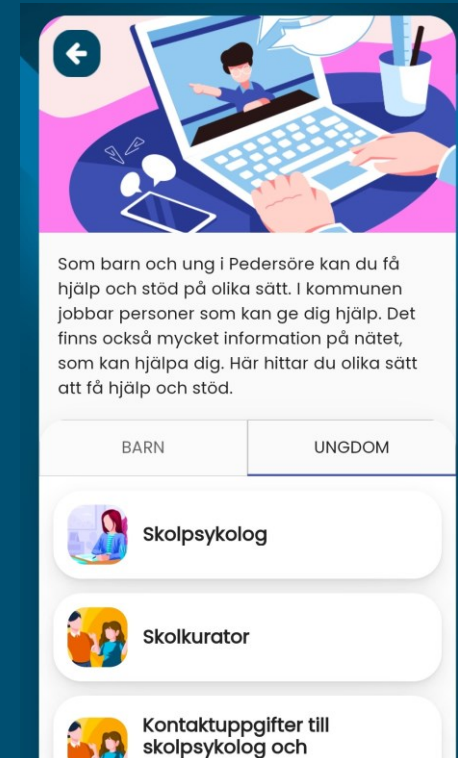 Som barn och ung i Pedersöre kan du få
hjälp och stöd på olika sätt. I kommunen
jobbar personer som kan ge dig hjälp. Det
finns också mycket information på nätet,
som kan hjälpa dig. Här hittar du olika sätt
att få hjälp och stöd.
BARN
UNGDOM
Skolpsykolog
Skolkurator
Kontaktuppgifter till
skolpsykolog och